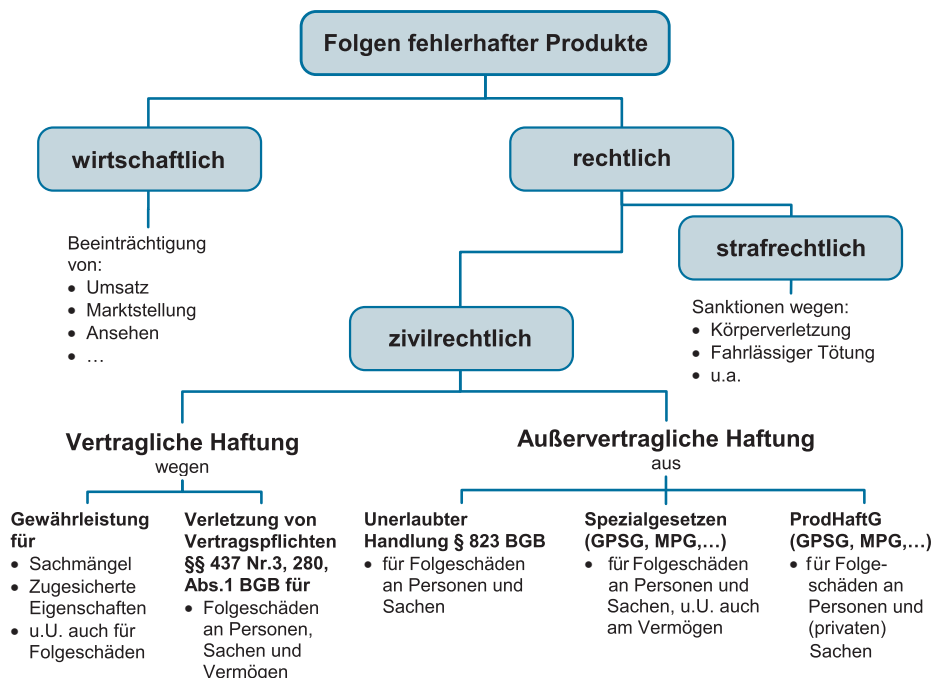 Folgen fehlerhafter Produkte
wirtschaftlich
rechtlich
Beeinträchtigung
von:
• Umsatz
• Marktstellung
• Ansehen
• …
strafrechtlich
Sanktionen wegen:
• Körperverletzung
• Fahrlässiger Tötung
• u.a.
zivilrechtlich
Vertragliche Haftung
wegen
Außervertragliche Haftung
aus
Gewährleistung
für
• Sachmängel
• Zugesicherte
Eigenschaften
• u.U. auch für
Folgeschäden
Verletzung von
Vertragspflichten
§§ 437 Nr.3, 280,
Abs.1 BGB für
• Folgeschäden
an Personen,
Sachen und
Vermögen
Unerlaubter
Handlung § 823 BGB
• für Folgeschäden
an Personen und
Sachen
Spezialgesetzen
(GPSG, MPG,…)
• für Folgeschäden
an Personen und
Sachen, u.U. auch
am Vermögen
ProdHaftG
(GPSG, MPG,…)
• für Folge-
schäden an
Personen und
(privaten)
Sachen